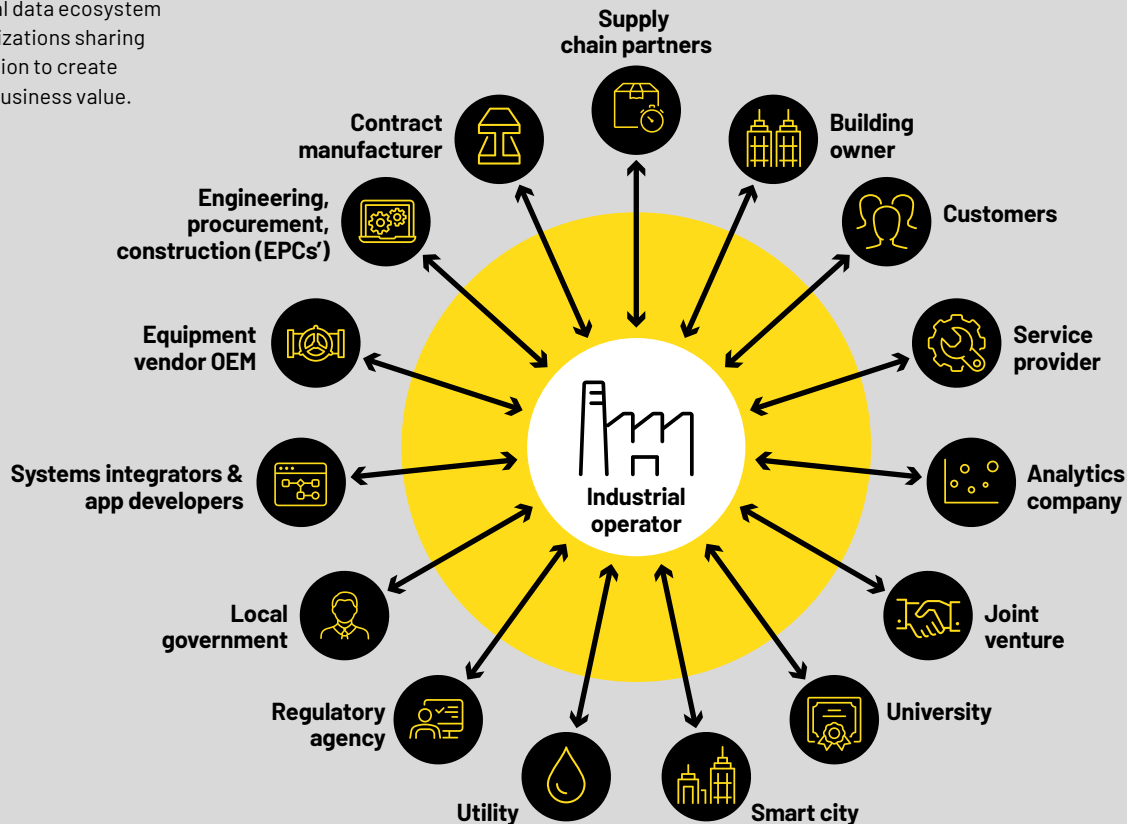 al data ecosystem
izations sharing
ion to create
usiness value.
Supply
chain partners
Building
owner
Customers
Service
provider
Analytics
company
Joint
venture
University
Smart city
Utility
Regulatory
agency
Local
government
Systems integrators &
app developers
Equipment
vendor OEM
Engineering,
procurement,
construction (EPCs’)
Contract
manufacturer
Industrial
operator